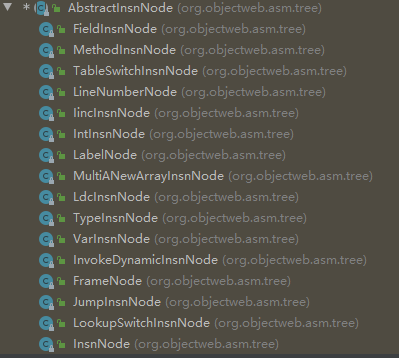 AbstractInsnNode (org.objectweb.asm.tree)
FieldInsnNode (org.objectweb.asm.tree)
MethodInsnNode (org.objectweb.asm.tree)
TableSwitchInsnNode (org.objectweb.asm.tree)
LineNumberNode (org.objectweb.asm.tree)
IincInsnNode (org.objectweb.asm.tree)
IntInsnNode (org.objectweb.asm.tree)
LabelNode (org.objectweb.asm.tree)
MultiANewArrayInsnNode (org.objectweb.asm.tree)
LdcInsnNode (org.objectweb.asm.tree)
TypeInsnNode (org.objectweb.asm.tree)
VarInsnNode (org.objectweb.asm.tree)
InvokeDynamicInsnNode (org.objectweb.asm.tree)
FrameNode (org.objectweb.asm.tree)
JumpInsnNode (org.objectweb.asm.tree)
LookupSwitchInsnNode (org.objectweb.asm.tree)
InsnNode (org.objectweb.asm.tree)